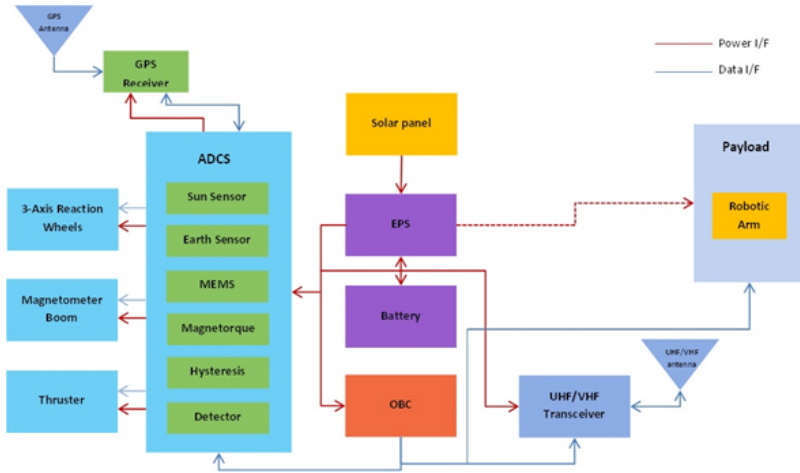 GPS
Antenna
GPS
Receiver
Power I/F
Data I/F
Solar panel
ADCS
Payload
Sun Sensor
3-Axis Reaction
Wheels
EPS
Robotic
Arm
Earth Sensor
MEMS
Magnetometer
Boom
Battery
Magnetorque
UHF/VHF
antenna
Hysteresis
Thruster
OBC
UHF/VHF
Transceiver
Detector